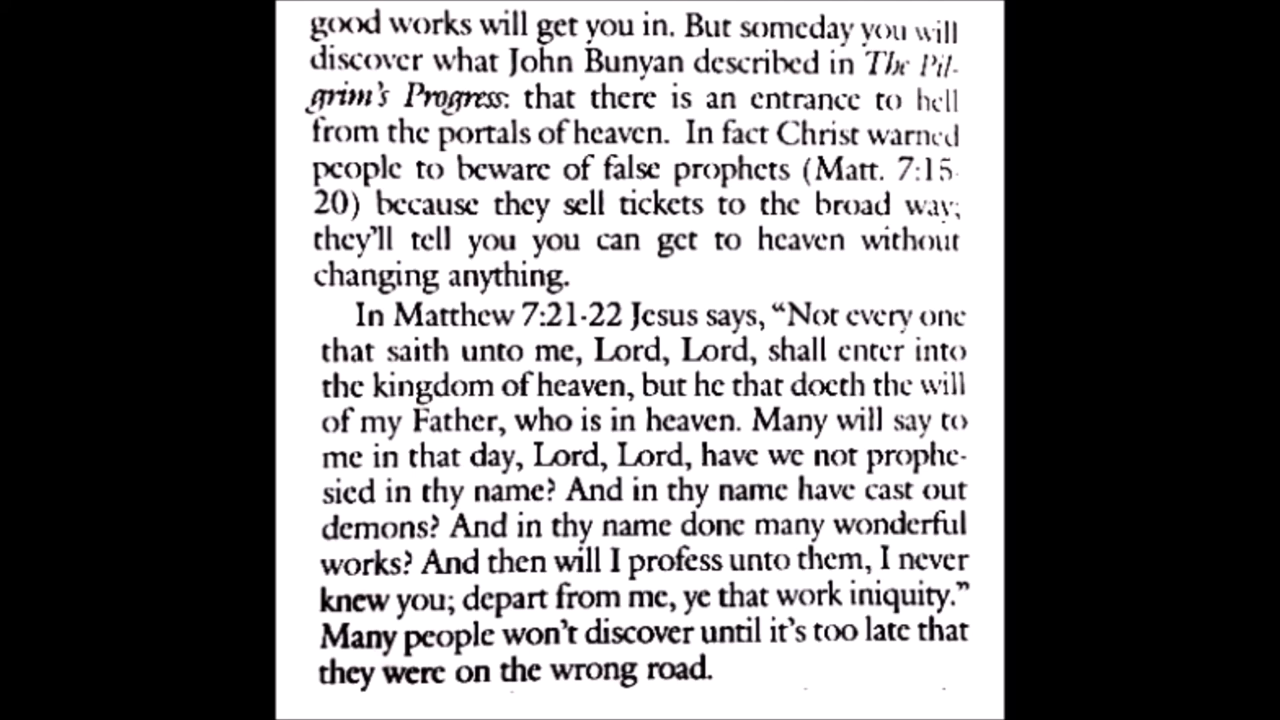 good works will get you in. But someday you will
discover what John Bunyan described in The Pil-
grim's Progress: that there is an entrance to hell
from the portals of heaven. In fact Christ warned
people to beware of false prophets (Matt. 7:15-
20) because they sell tickets to the broad way;
they'll tell you you can get to heaven without
changing anything.
In Matthew 7:21-22 Jesus says, “Not every one
that saith unto me, Lord, Lord, shall enter into
the kingdom of heaven, but he that doeth the will
of my Father, who is in heaven. Many will say to
me in that day, Lord, Lord, have we not prophe-
sied in thy name? And in thy name have cast out
demons? And in thy name done many wonderful
works? And then will I profess unto them, I never
knew you; depart from me, ye that work iniquity.”
Many people won't discover until it's too late that
they were on the wrong road.